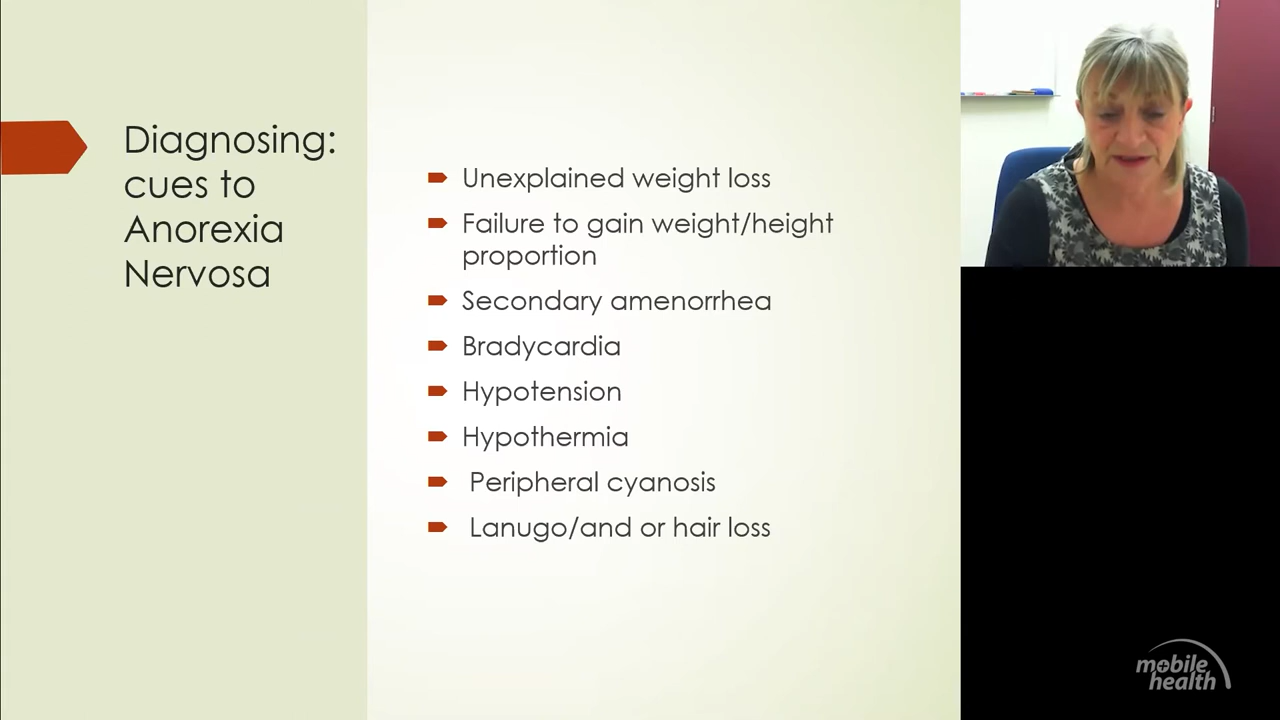 Diagnosing:
cues to
Anorexia
Nervosa
Unexplained weight loss
Failure to gain weight/height
proportion
Secondary amenorrhea
Bradycardia
Hypotension
Hypothermia
Peripheral cyanosis
Lanugo/and or hair loss
mobile
health